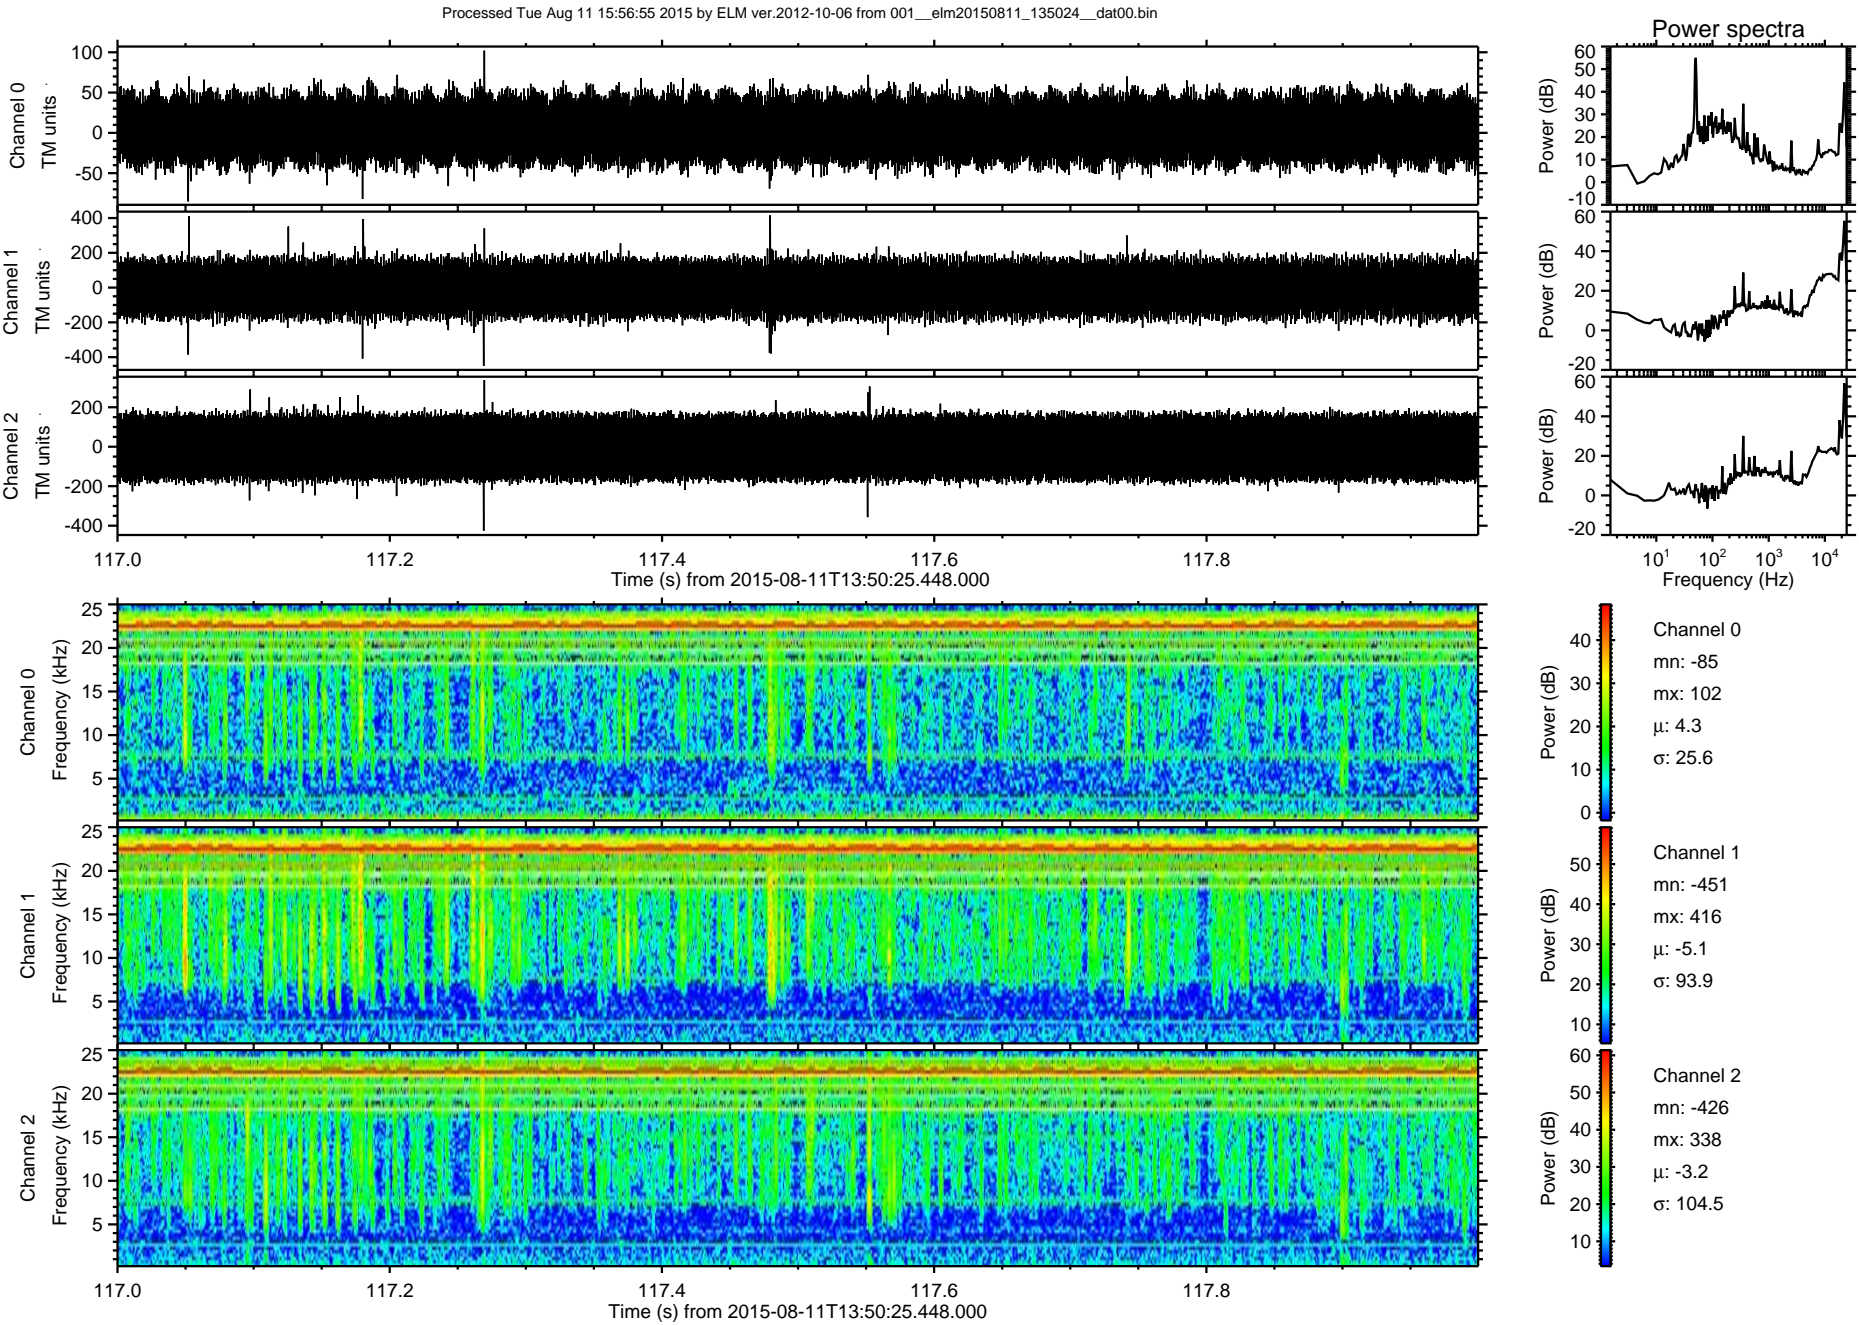 Processed Tue Aug 11 15:56:55 2015 by ELM ver.2012-10-06 from 001__elm20150811_135024__dat00.bin
Power spectra
Channel 0
TM units
100
50
0
-50
Power (dB)
60
50
40
30
20
10
0
-10
Channel 1
TM units
400
200
0
-200
-400
Power (dB)
60
40
20
0
-20
Channel 2
TM units
200
0
-200
-400
Power (dB)
60
40
20
0
-20
117.0 117.2 117.4 117.6 117.8
Time (s) from 2015-08-11T13:50:25.448.000
10^1 10^2 10^3 10^4
Frequency (Hz)
Channel 0
Frequency (kHz)
25
20
15
10
5
Power (dB)
40
30
20
10
0
Channel 0
mn: -85
mx: 102
μ: 4.3
σ: 25.6
Channel 1
Frequency (kHz)
25
20
15
10
5
Power (dB)
50
40
30
20
10
Channel 1
mn: -451
mx: 416
μ: -5.1
σ: 93.9
Channel 2
Frequency (kHz)
25
20
15
10
5
Power (dB)
60
50
40
30
20
10
Channel 2
mn: -426
mx: 338
μ: -3.2
σ: 104.5
117.0 117.2 117.4 117.6 117.8
Time (s) from 2015-08-11T13:50:25.448.000